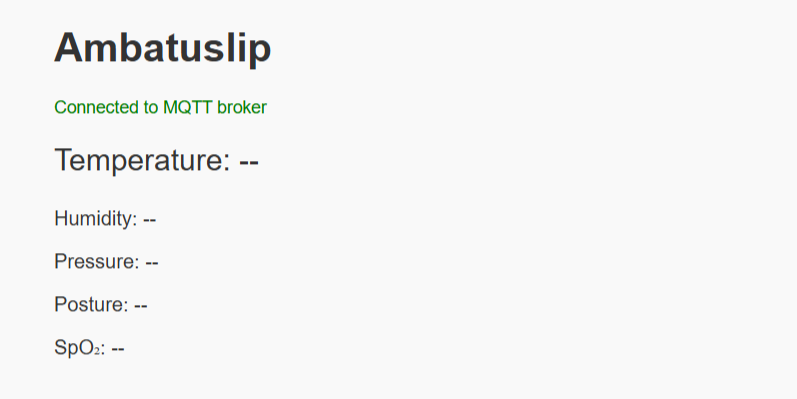 Ambatuslip
Connected to MQTT broker
Temperature: --
Humidity: --
Pressure: --
Posture: --
SpO₂: --